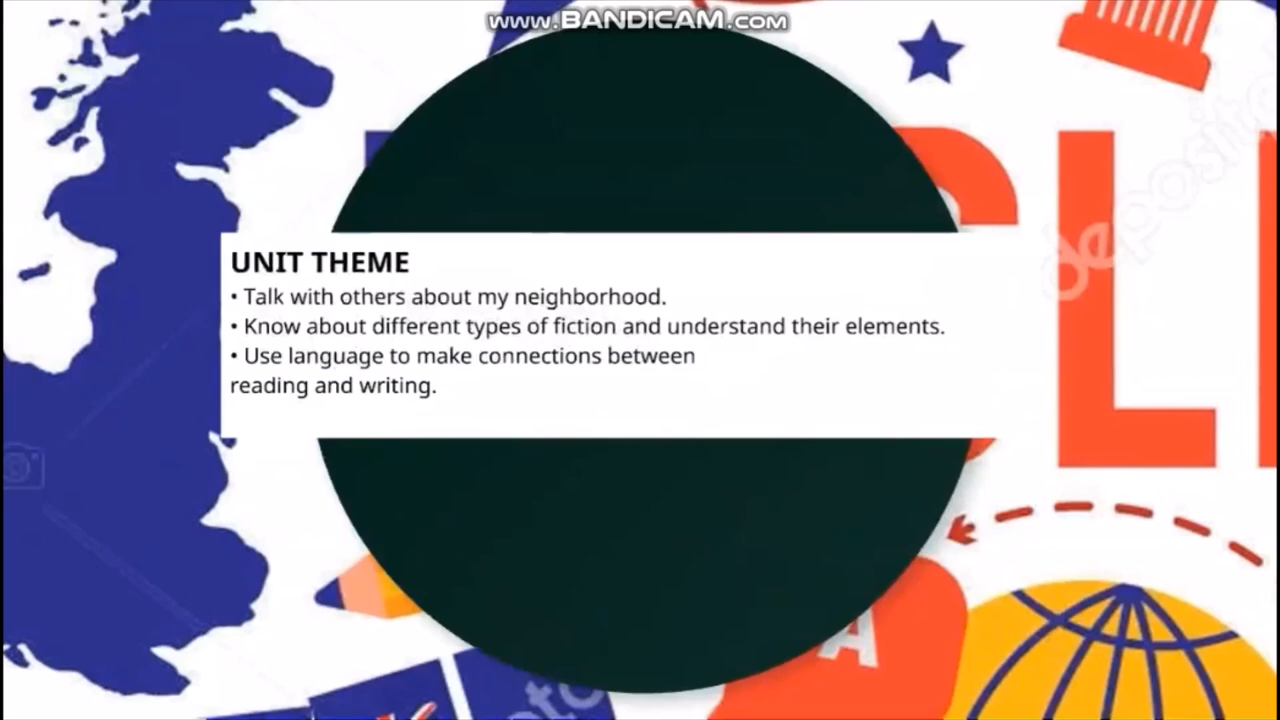 www.BANDICAM.com
UNIT THEME
• Talk with others about my neighborhood.
• Know about different types of fiction and understand their elements.
• Use language to make connections between
reading and writing.
LI
A